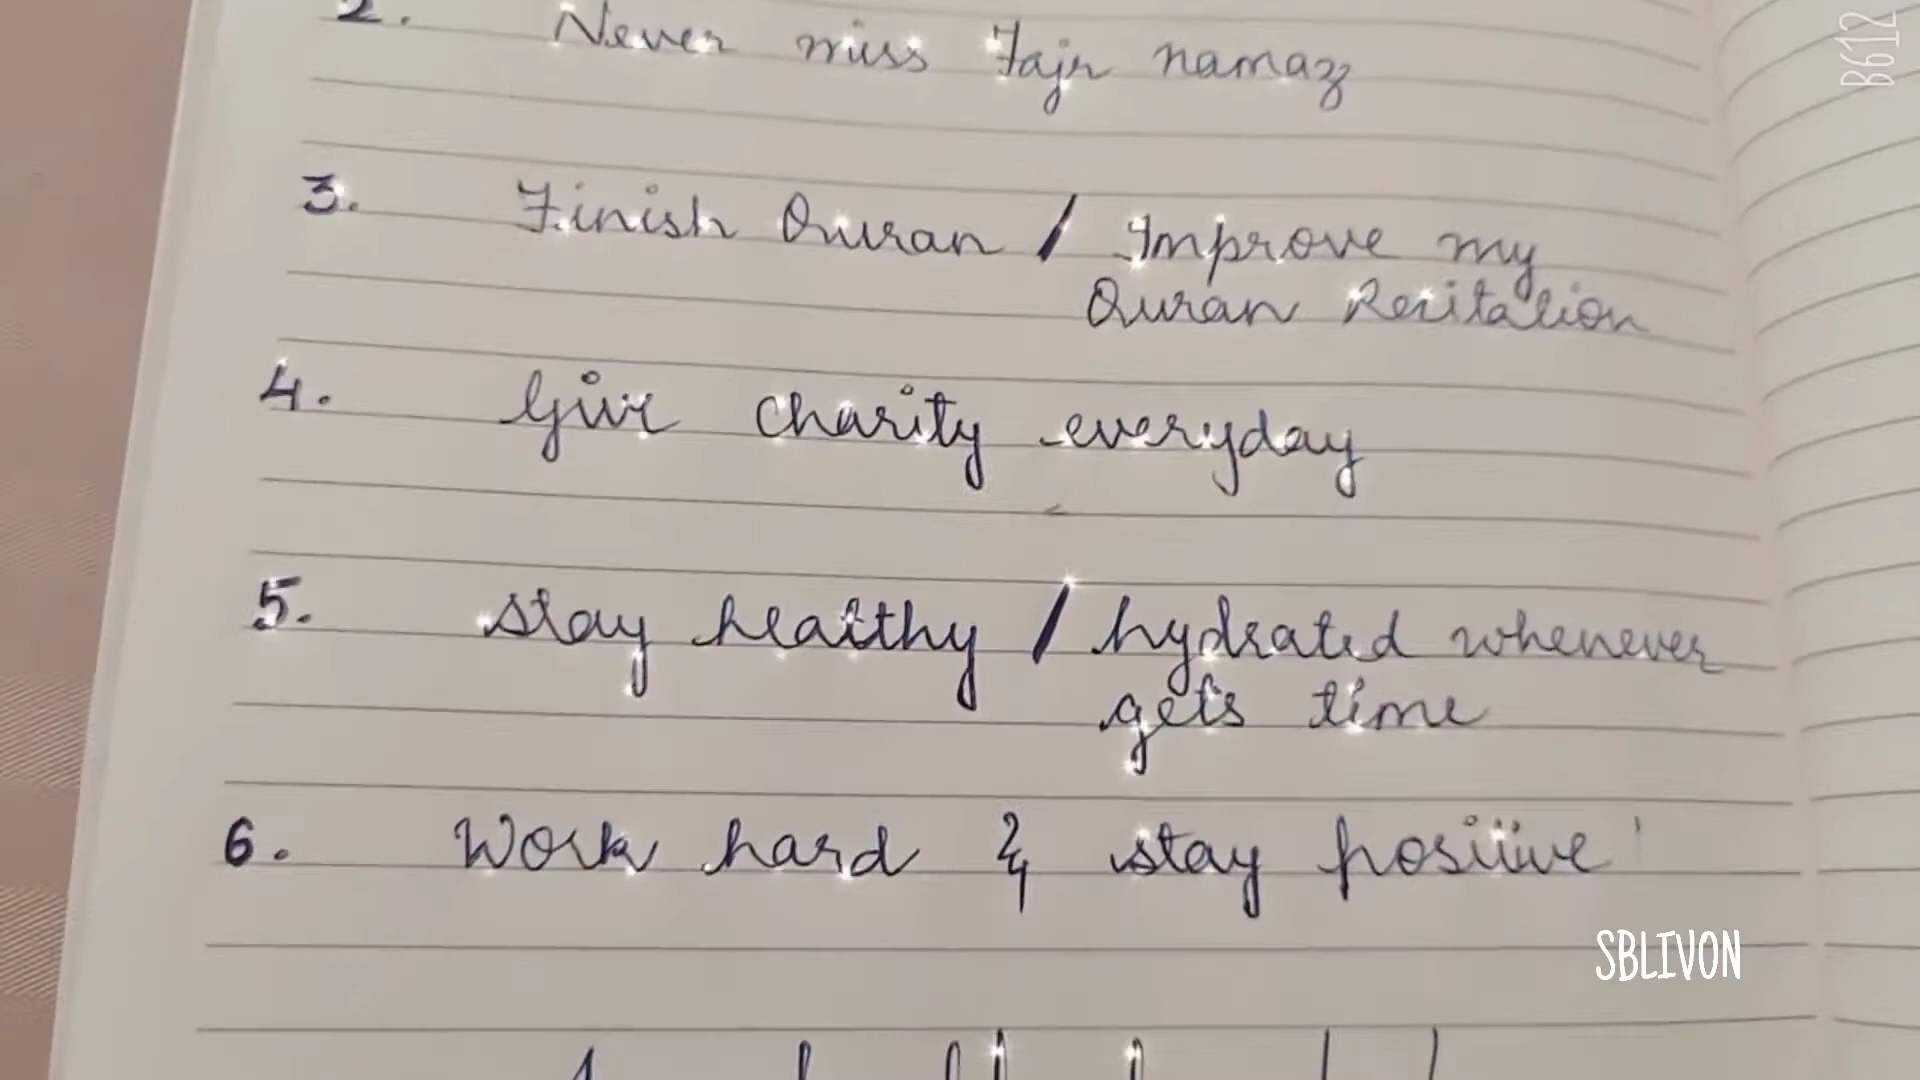 2. Never miss Fajr namaz
3. Finish Quran / Improve my
Quran Recitation
4. Give charity everyday
5. stay healthy / hydrated whenever
gets time
6. Work hard & stay positive
SBLIVON
B612